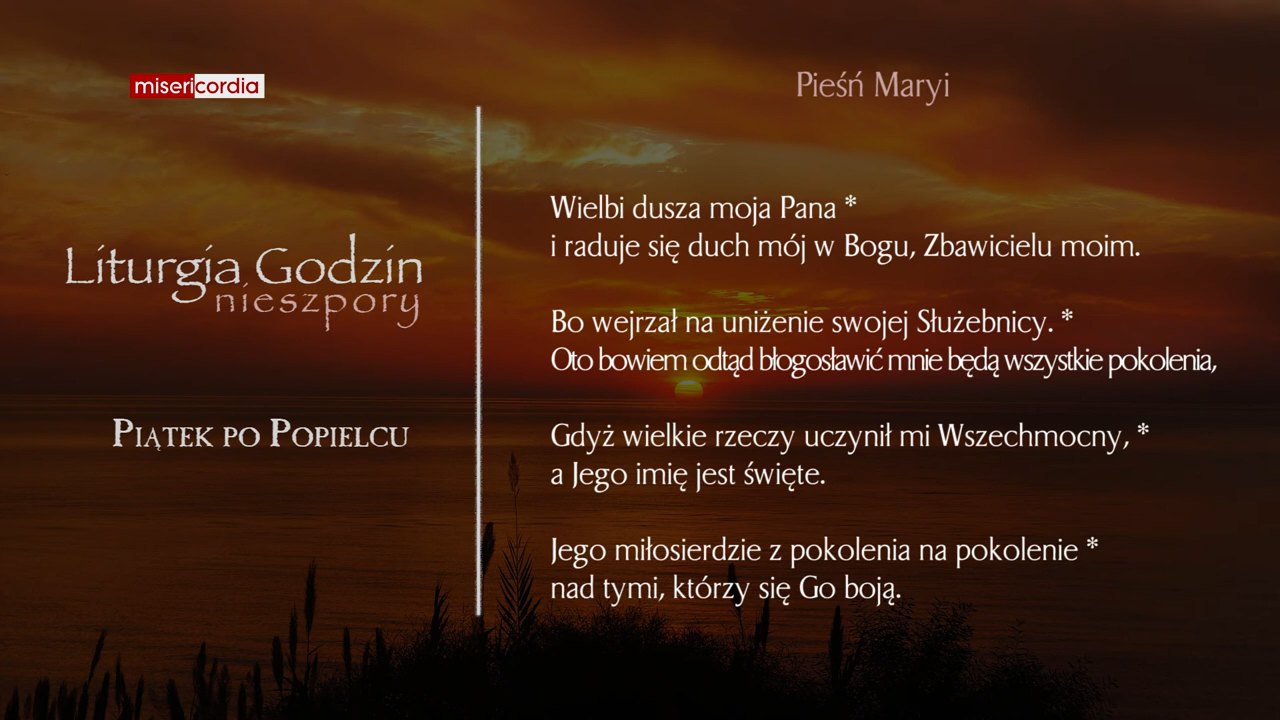 misericordia
Liturgia Godzin
nieszpory
Piątek po Popielcu
Pieśń Maryi
Wielbi dusza moja Pana *
i raduje się duch mój w Bogu, Zbawicielu moim.
Bo wejrzał na uniżenie swojej Służebnicy. *
Oto bowiem odtąd błogosławić mnie będą wszystkie pokolenia,
Gdyż wielkie rzeczy uczynił mi Wszechmocny, *
a Jego imię jest święte.
Jego miłosierdzie z pokolenia na pokolenie *
nad tymi, którzy się Go boją.